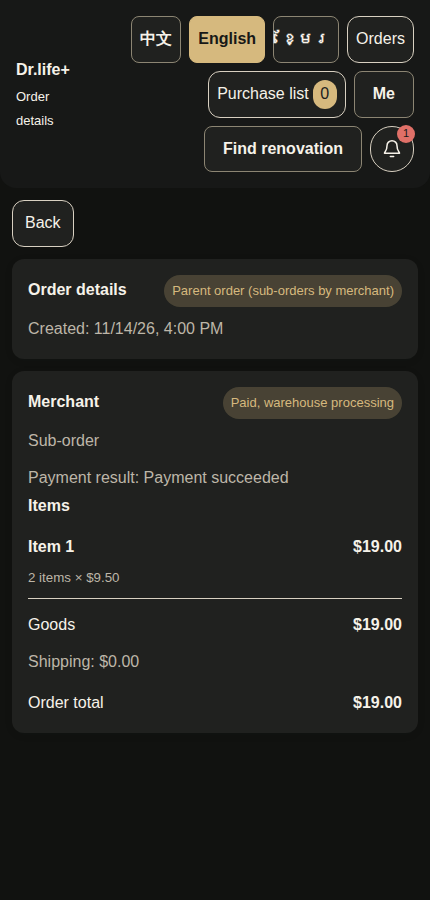 Dr.life+
Order details
中文
English
ខ្មែរ
Orders
Purchase list 0
Me
Find renovation
1
Back
Order details
Parent order (sub-orders by merchant)
Created: 11/14/26, 4:00 PM
Merchant
Paid, warehouse processing
Sub-order
Payment result: Payment succeeded
Items
Item 1 $19.00
2 items × $9.50
Goods $19.00
Shipping: $0.00
Order total $19.00